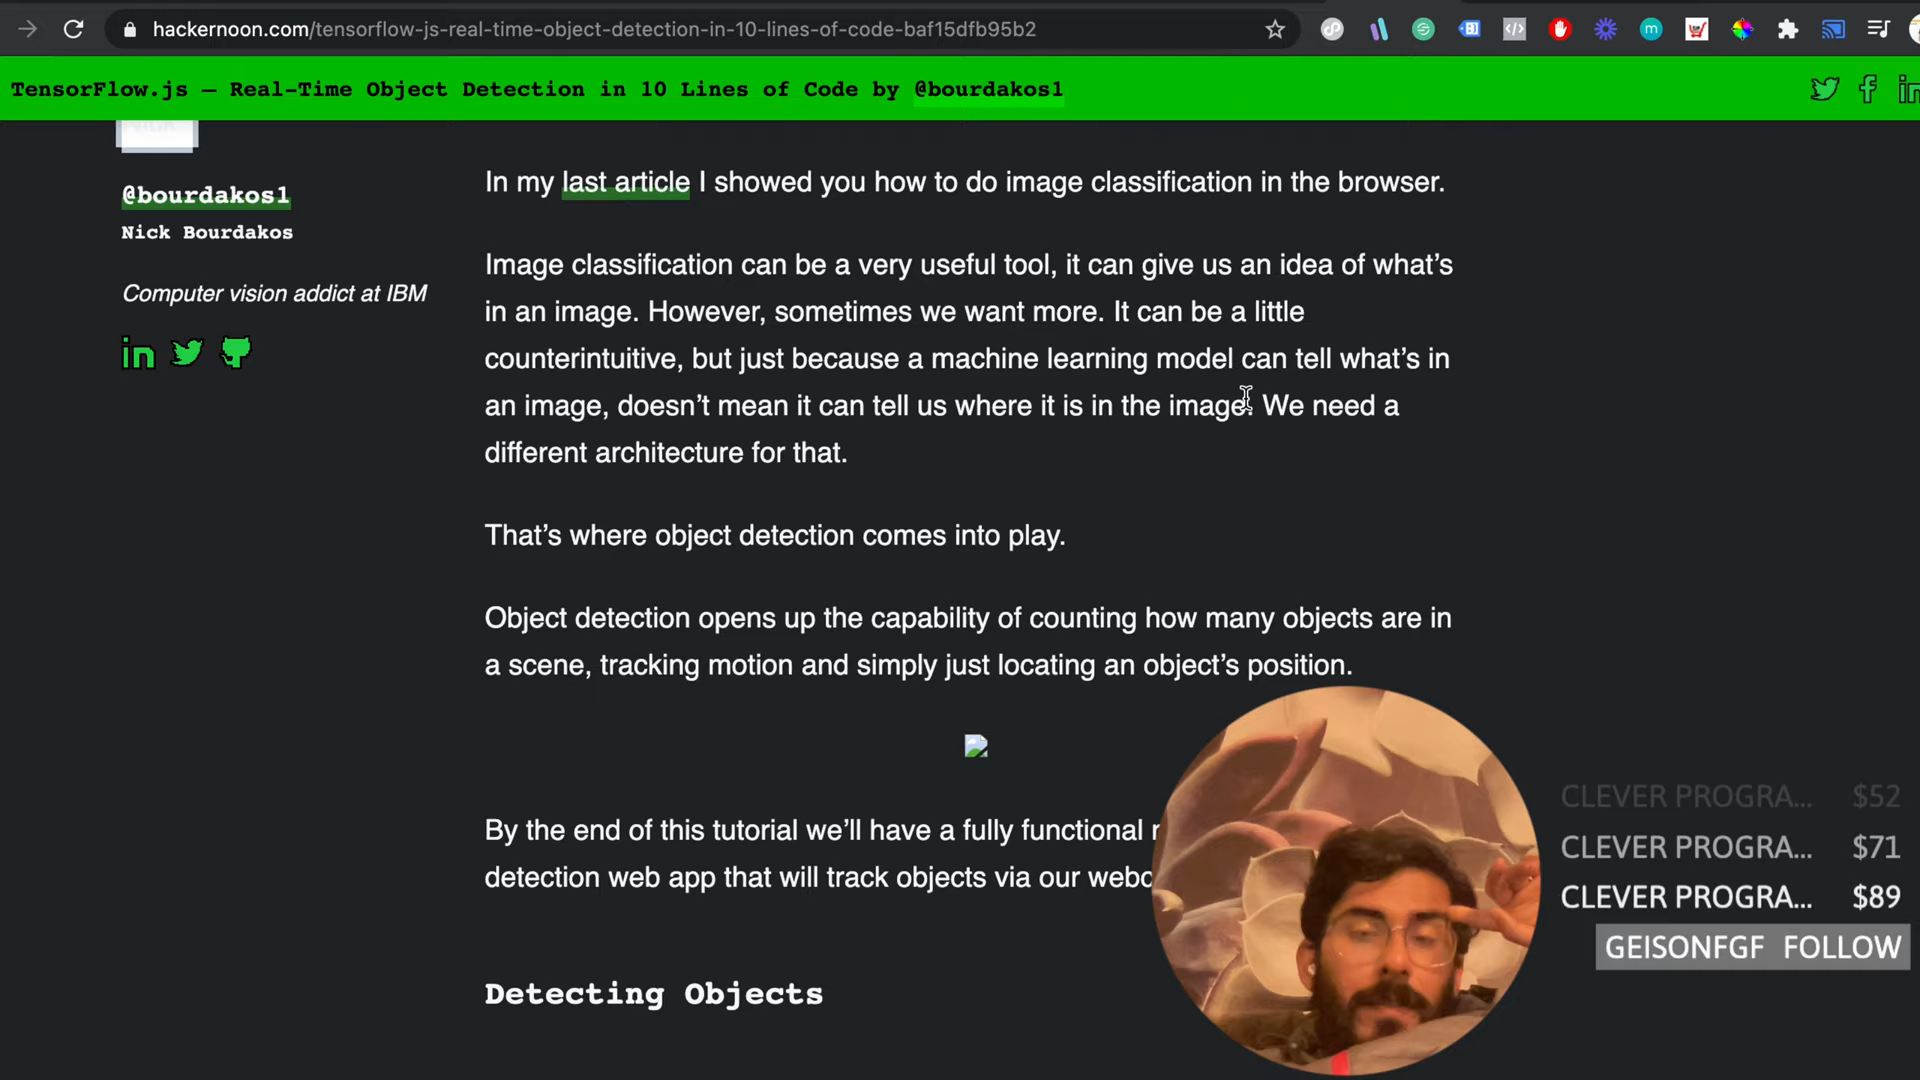 hackernoon.com/tensorflow-js-real-time-object-detection-in-10-lines-of-code-baf15dfb95b2
TensorFlow.js — Real-Time Object Detection in 10 Lines of Code by @bourdakos1
@bourdakos1
Nick Bourdakos
Computer vision addict at IBM
In my last article I showed you how to do image classification in the browser.
Image classification can be a very useful tool, it can give us an idea of what’s
in an image. However, sometimes we want more. It can be a little
counterintuitive, but just because a machine learning model can tell what’s in
an image, doesn’t mean it can tell us where it is in the image. We need a
different architecture for that.
That’s where object detection comes into play.
Object detection opens up the capability of counting how many objects are in
a scene, tracking motion and simply just locating an object’s position.
By the end of this tutorial we’ll have a fully functional
detection web app that will track objects via our
Detecting Objects
CLEVER PROGRA... $52
CLEVER PROGRA... $71
CLEVER PROGRA... $89
GEISONFGF FOLLOW